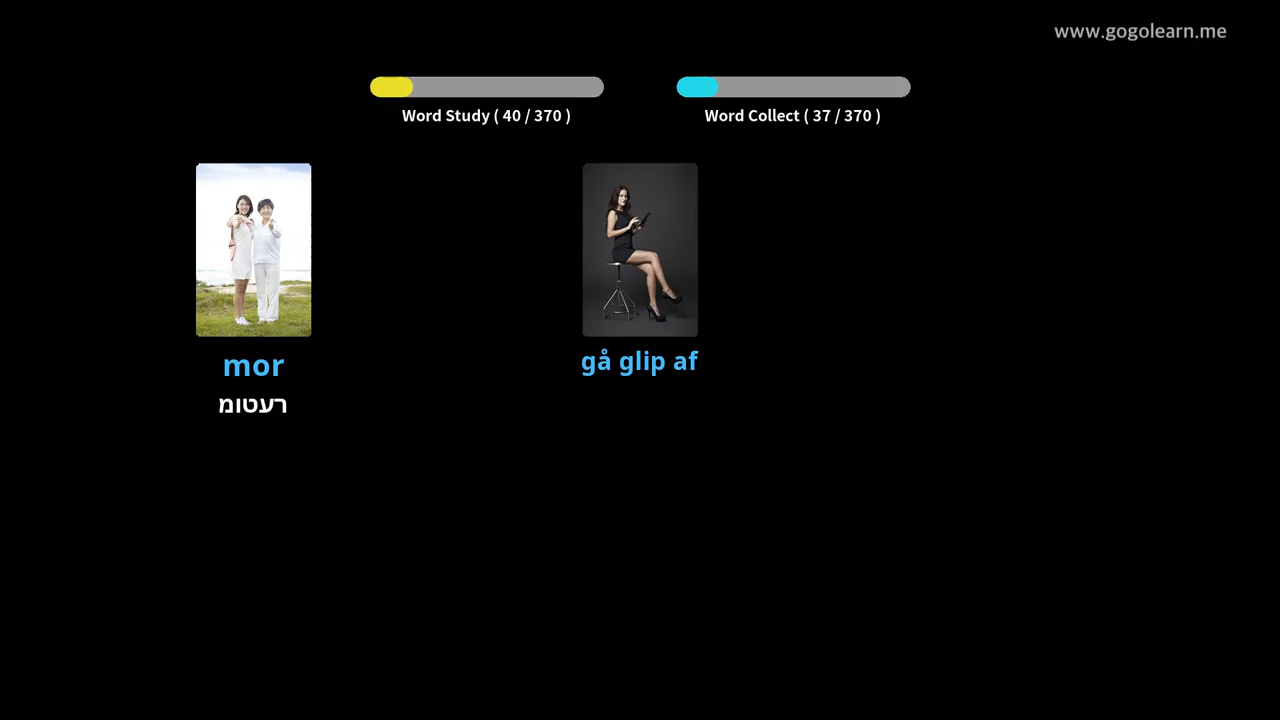 www.gogolearn.me
Word Study ( 40 / 370 )
Word Collect ( 37 / 370 )
mor
רעטומ
gå glip af